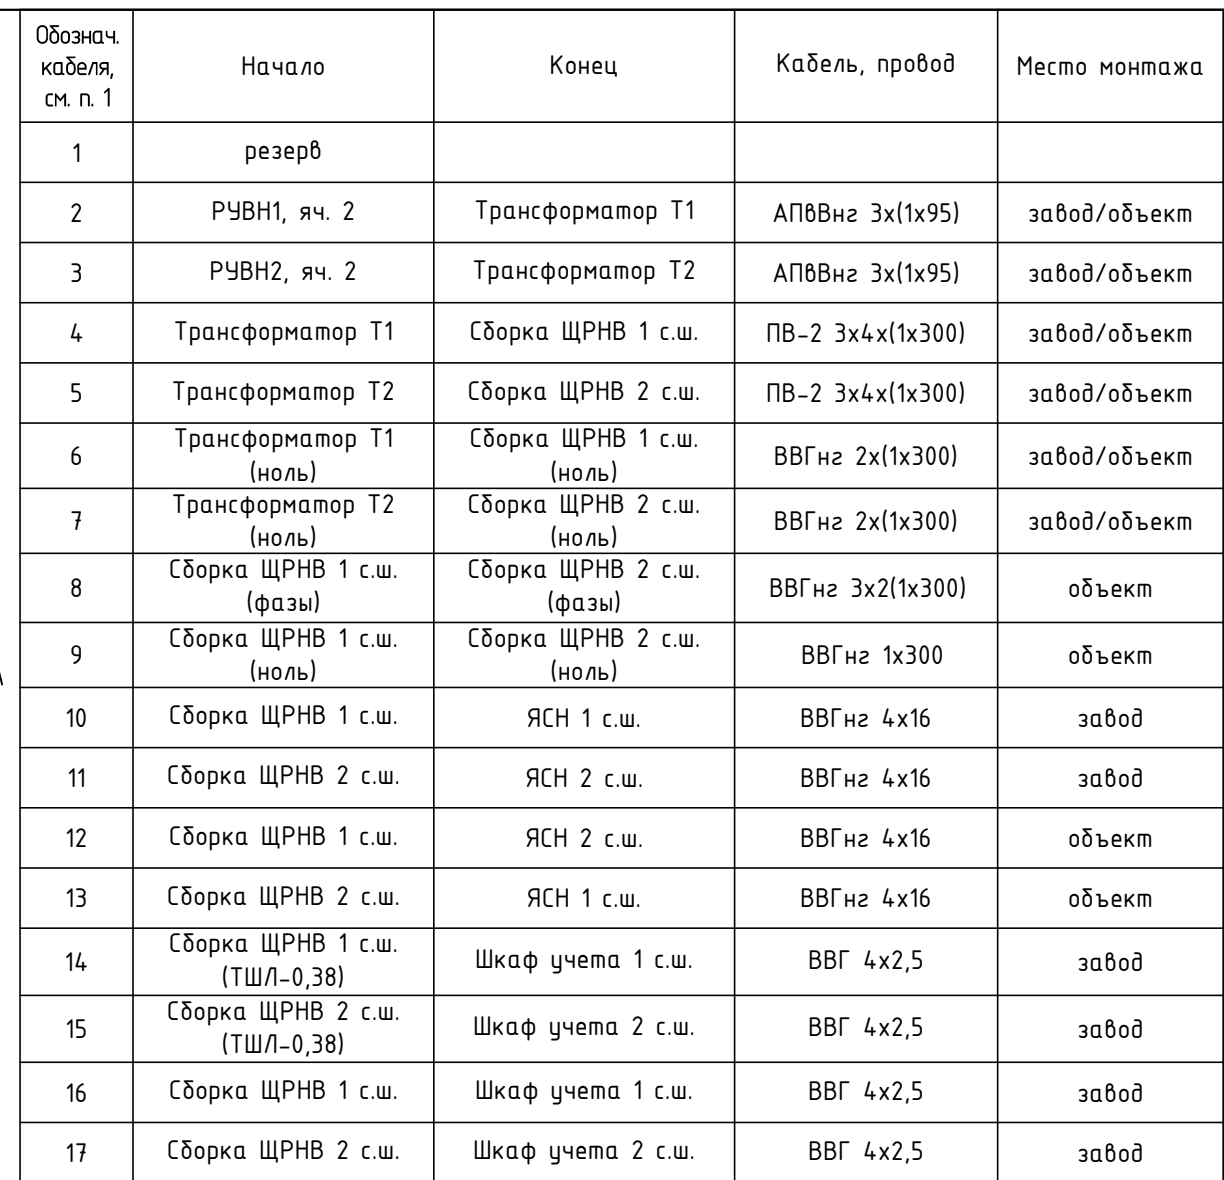 Обознач. кабеля, см. п. 1 Начало Конец Кабель, провод Место монтажа
1 резерв
2 РУВН1, яч. 2 Трансформатор Т1 АПвВнг 3х(1х95) завод/объект
3 РУВН2, яч. 2 Трансформатор Т2 АПвВнг 3х(1х95) завод/объект
4 Трансформатор Т1 Сборка ЩРНВ 1 с.ш. ПВ-2 3х4х(1х300) завод/объект
5 Трансформатор Т2 Сборка ЩРНВ 2 с.ш. ПВ-2 3х4х(1х300) завод/объект
6 Трансформатор Т1 (ноль) Сборка ЩРНВ 1 с.ш. (ноль) ВВГнг 2х(1х300) завод/объект
7 Трансформатор Т2 (ноль) Сборка ЩРНВ 2 с.ш. (ноль) ВВГнг 2х(1х300) завод/объект
8 Сборка ЩРНВ 1 с.ш. (фазы) Сборка ЩРНВ 2 с.ш. (фазы) ВВГнг 3х2(1х300) объект
9 Сборка ЩРНВ 1 с.ш. (ноль) Сборка ЩРНВ 2 с.ш. (ноль) ВВГнг 1х300 объект
10 Сборка ЩРНВ 1 с.ш. ЯСН 1 с.ш. ВВГнг 4х16 завод
11 Сборка ЩРНВ 2 с.ш. ЯСН 2 с.ш. ВВГнг 4х16 завод
12 Сборка ЩРНВ 1 с.ш. ЯСН 2 с.ш. ВВГнг 4х16 объект
13 Сборка ЩРНВ 2 с.ш. ЯСН 1 с.ш. ВВГнг 4х16 объект
14 Сборка ЩРНВ 1 с.ш. (ТШЛ-0,38) Шкаф учета 1 с.ш. ВВГ 4х2,5 завод
15 Сборка ЩРНВ 2 с.ш. (ТШЛ-0,38) Шкаф учета 2 с.ш. ВВГ 4х2,5 завод
16 Сборка ЩРНВ 1 с.ш. Шкаф учета 1 с.ш. ВВГ 4х2,5 завод
17 Сборка ЩРНВ 2 с.ш. Шкаф учета 2 с.ш. ВВГ 4х2,5 завод